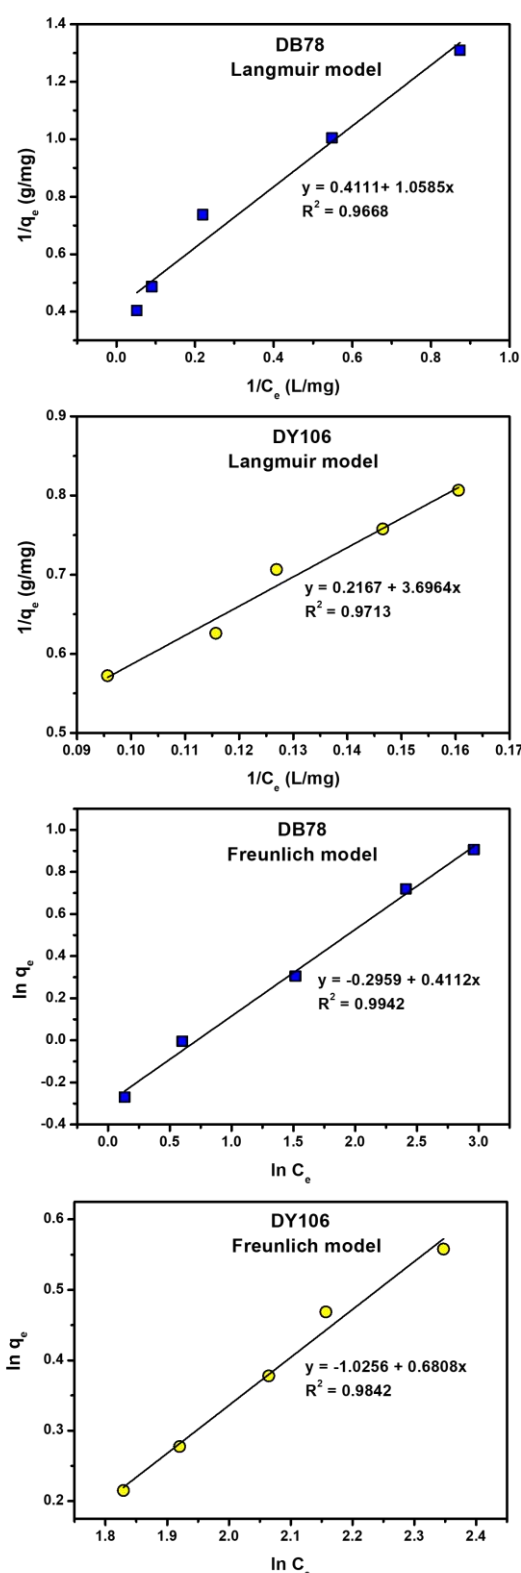 DB78
Langmuir model
1.4
1.2
1.0
0.8
0.6
0.4
1/qe (g/mg)
y = 0.4111+ 1.0585x
R² = 0.9668
0.0 0.2 0.4 0.6 0.8 1.0
1/Ce (L/mg)
DY106
Langmuir model
0.9
0.8
0.7
0.6
0.5
1/qe (g/mg)
y = 0.2167 + 3.6964x
R² = 0.9713
0.09 0.10 0.11 0.12 0.13 0.14 0.15 0.16 0.17
1/Ce (L/mg)
DB78
Freunlich model
1.0
0.8
0.6
0.4
0.2
0.0
-0.2
-0.4
ln qe
y = -0.2959 + 0.4112x
R² = 0.9942
0.0 0.5 1.0 1.5 2.0 2.5 3.0
ln Ce
DY106
Freunlich model
0.6
0.5
0.4
0.3
0.2
ln qe
y = -1.0256 + 0.6808x
R² = 0.9842
1.8 1.9 2.0 2.1 2.2 2.3 2.4
ln Ce